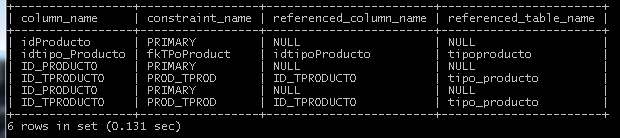 +----------------+-----------------+------------------------+-----------------------+
| column_name | constraint_name | referenced_column_name | referenced_table_name |
+----------------+-----------------+------------------------+-----------------------+
| idProducto | PRIMARY | NULL | NULL |
| idtipo_Producto | fkTPoProduct | idtipoProducto | tipoproducto |
| ID_PRODUCTO | PRIMARY | NULL | NULL |
| ID_TPRODUCTO | PROD_TPROD | ID_TPRODUCTO | tipo_producto |
| ID_PRODUCTO | PRIMARY | NULL | NULL |
| ID_TPRODUCTO | PROD_TPROD | ID_TPRODUCTO | tipo_producto |
+----------------+-----------------+------------------------+-----------------------+
6 rows in set (0.131 sec)